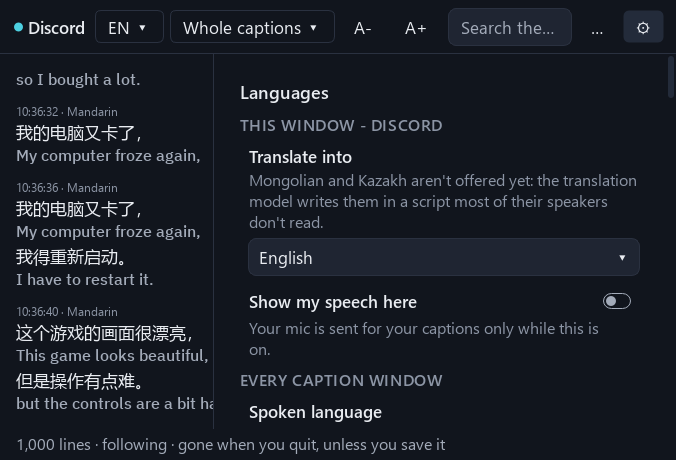 Discord EN Whole captions A- A+ Search the... ...
so I bought a lot.
10:36:32 · Mandarin
我的电脑又卡了，
My computer froze again,
10:36:36 · Mandarin
我的电脑又卡了，
My computer froze again,
我得重新启动。
I have to restart it.
10:36:40 · Mandarin
这个游戏的画面很漂亮，
This game looks beautiful,
但是操作有点难。
but the controls are a bit
Languages
THIS WINDOW - DISCORD
Translate into
Mongolian and Kazakh aren't offered yet: the translation
model writes them in a script most of their speakers
don't read.
English
Show my speech here
Your mic is sent for your captions only while this is
on.
EVERY CAPTION WINDOW
Spoken language
1,000 lines · following · gone when you quit, unless you save it